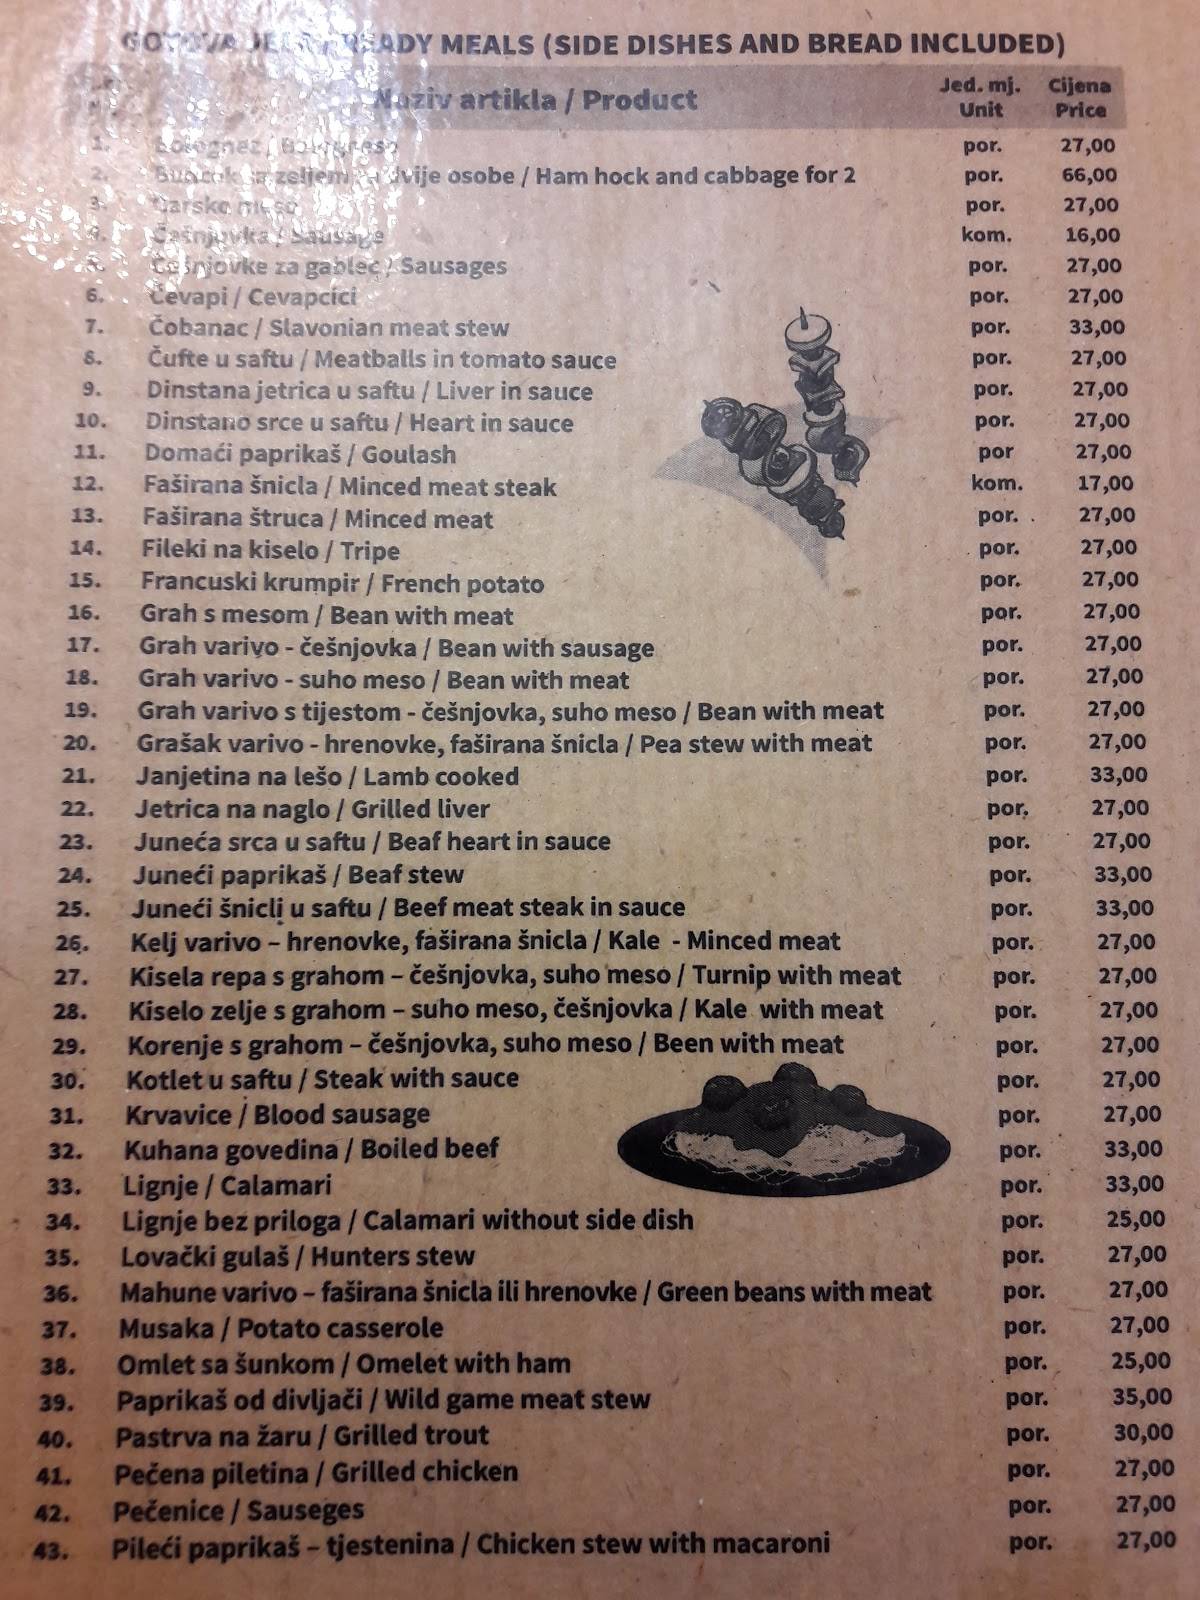 GOTOVA JELA / READY MEALS (SIDE DISHES AND BREAD INCLUDED)
Naziv artikla / Product Jed. mj. Unit Cijena Price
1. Bolognez / Bolognese por. 27,00
2. zeljem dvije osobe / Ham hock and cabbage for 2 por. 66,00
3. Carsko meso por. 27,00
4. Češnjovka / Sausage kom. 16,00
5. Češnjovke za gablec / Sausages por. 27,00
6. Ćevapi / Cevapcici por. 27,00
7. Čobanac / Slavonian meat stew por. 33,00
8. Čufte u saftu / Meatballs in tomato sauce por. 27,00
9. Dinstana jetrica u saftu / Liver in sauce por. 27,00
10. Dinstano srce u saftu / Heart in sauce por. 27,00
11. Domaći paprikaš / Goulash por 27,00
12. Faširana šnicla / Minced meat steak kom. 17,00
13. Faširana štruca / Minced meat por. 27,00
14. Fileki na kiselo / Tripe por. 27,00
15. Francuski krumpir / French potato por. 27,00
16. Grah s mesom / Bean with meat por. 27,00
17. Grah varivo - češnjovka / Bean with sausage por. 27,00
18. Grah varivo - suho meso / Bean with meat por. 27,00
19. Grah varivo s tijestom - češnjovka, suho meso / Bean with meat por. 27,00
20. Grašak varivo - hrenovke, faširana šnicla / Pea stew with meat por. 27,00
21. Janjetina na lešo / Lamb cooked por. 33,00
22. Jetrica na naglo / Grilled liver por. 27,00
23. Juneća srca u saftu / Beaf heart in sauce por. 27,00
24. Juneći paprikaš / Beaf stew por. 33,00
25. Juneći šnicli u saftu / Beef meat steak in sauce por. 33,00
26. Kelj varivo – hrenovke, faširana šnicla / Kale - Minced meat por. 27,00
27. Kisela repa s grahom – češnjovka, suho meso / Turnip with meat por. 27,00
28. Kiselo zelje s grahom – suho meso, češnjovka / Kale with meat por. 27,00
29. Korenje s grahom – češnjovka, suho meso / Been with meat por. 27,00
30. Kotlet u saftu / Steak with sauce por. 27,00
31. Krvavice / Blood sausage por. 27,00
32. Kuhana govedina / Boiled beef por. 33,00
33. Lignje / Calamari por. 33,00
34. Lignje bez priloga / Calamari without side dish por. 25,00
35. Lovački gulaš / Hunters stew por. 27,00
36. Mahune varivo – faširana šnicla ili hrenovke / Green beans with meat por. 27,00
37. Musaka / Potato casserole por. 27,00
38. Omlet sa šunkom / Omelet with ham por. 25,00
39. Paprikaš od divljači / Wild game meat stew por. 35,00
40. Pastrva na žaru / Grilled trout por. 30,00
41. Pečena piletina / Grilled chicken por. 27,00
42. Pečenice / Sauseges por. 27,00
43. Pileći paprikaš – tjestenina / Chicken stew with macaroni por. 27,00